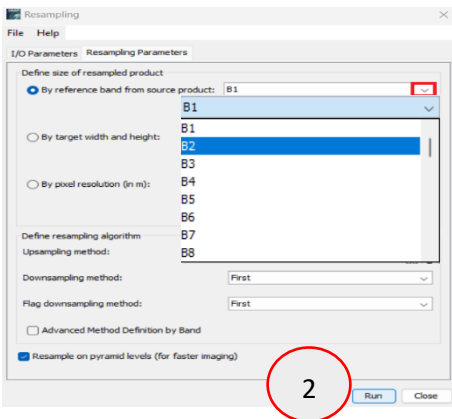 Resampling
File Help
I/O Parameters Resampling Parameters
Define size of resampled product
By reference band from source product: B1
B1
B1
By target width and height:
B2
B3
By pixel resolution (in m): B4
B5
B6
Define resampling algorithm B7
Upsampling method: B8
Downsampling method: First
Flag downsampling method: First
Advanced Method Definition by Band
Resample on pyramid levels (for faster imaging)
2
Run Close